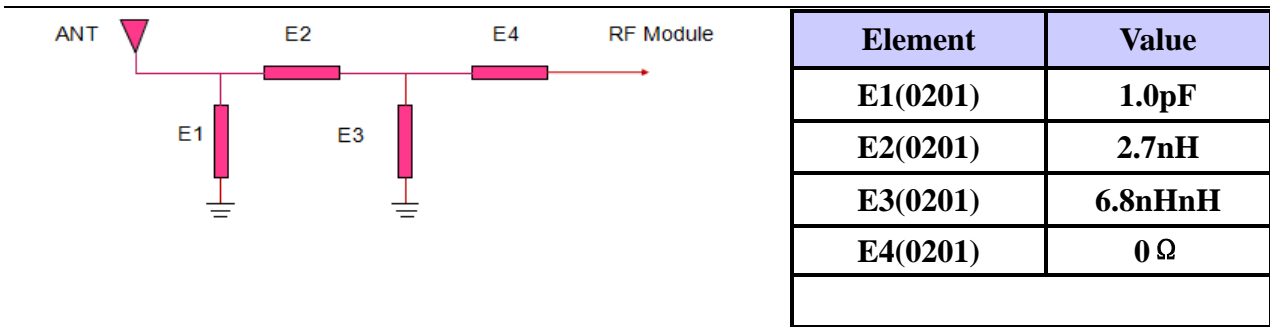 ANT E2 E4 RF Module
E1 E3
Element Value
E1(0201) 1.0pF
E2(0201) 2.7nH
E3(0201) 6.8nHnH
E4(0201) 0Ω